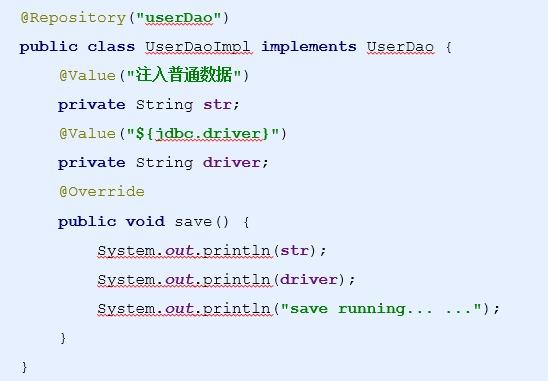 @Repository("userDao")
public class UserDaoImpl implements UserDao {
    @Value("注入普通数据")
    private String str;
    @Value("${jdbc.driver}")
    private String driver;
    @Override
    public void save() {
        System.out.println(str);
        System.out.println(driver);
        System.out.println("save running... ...");
    }
}